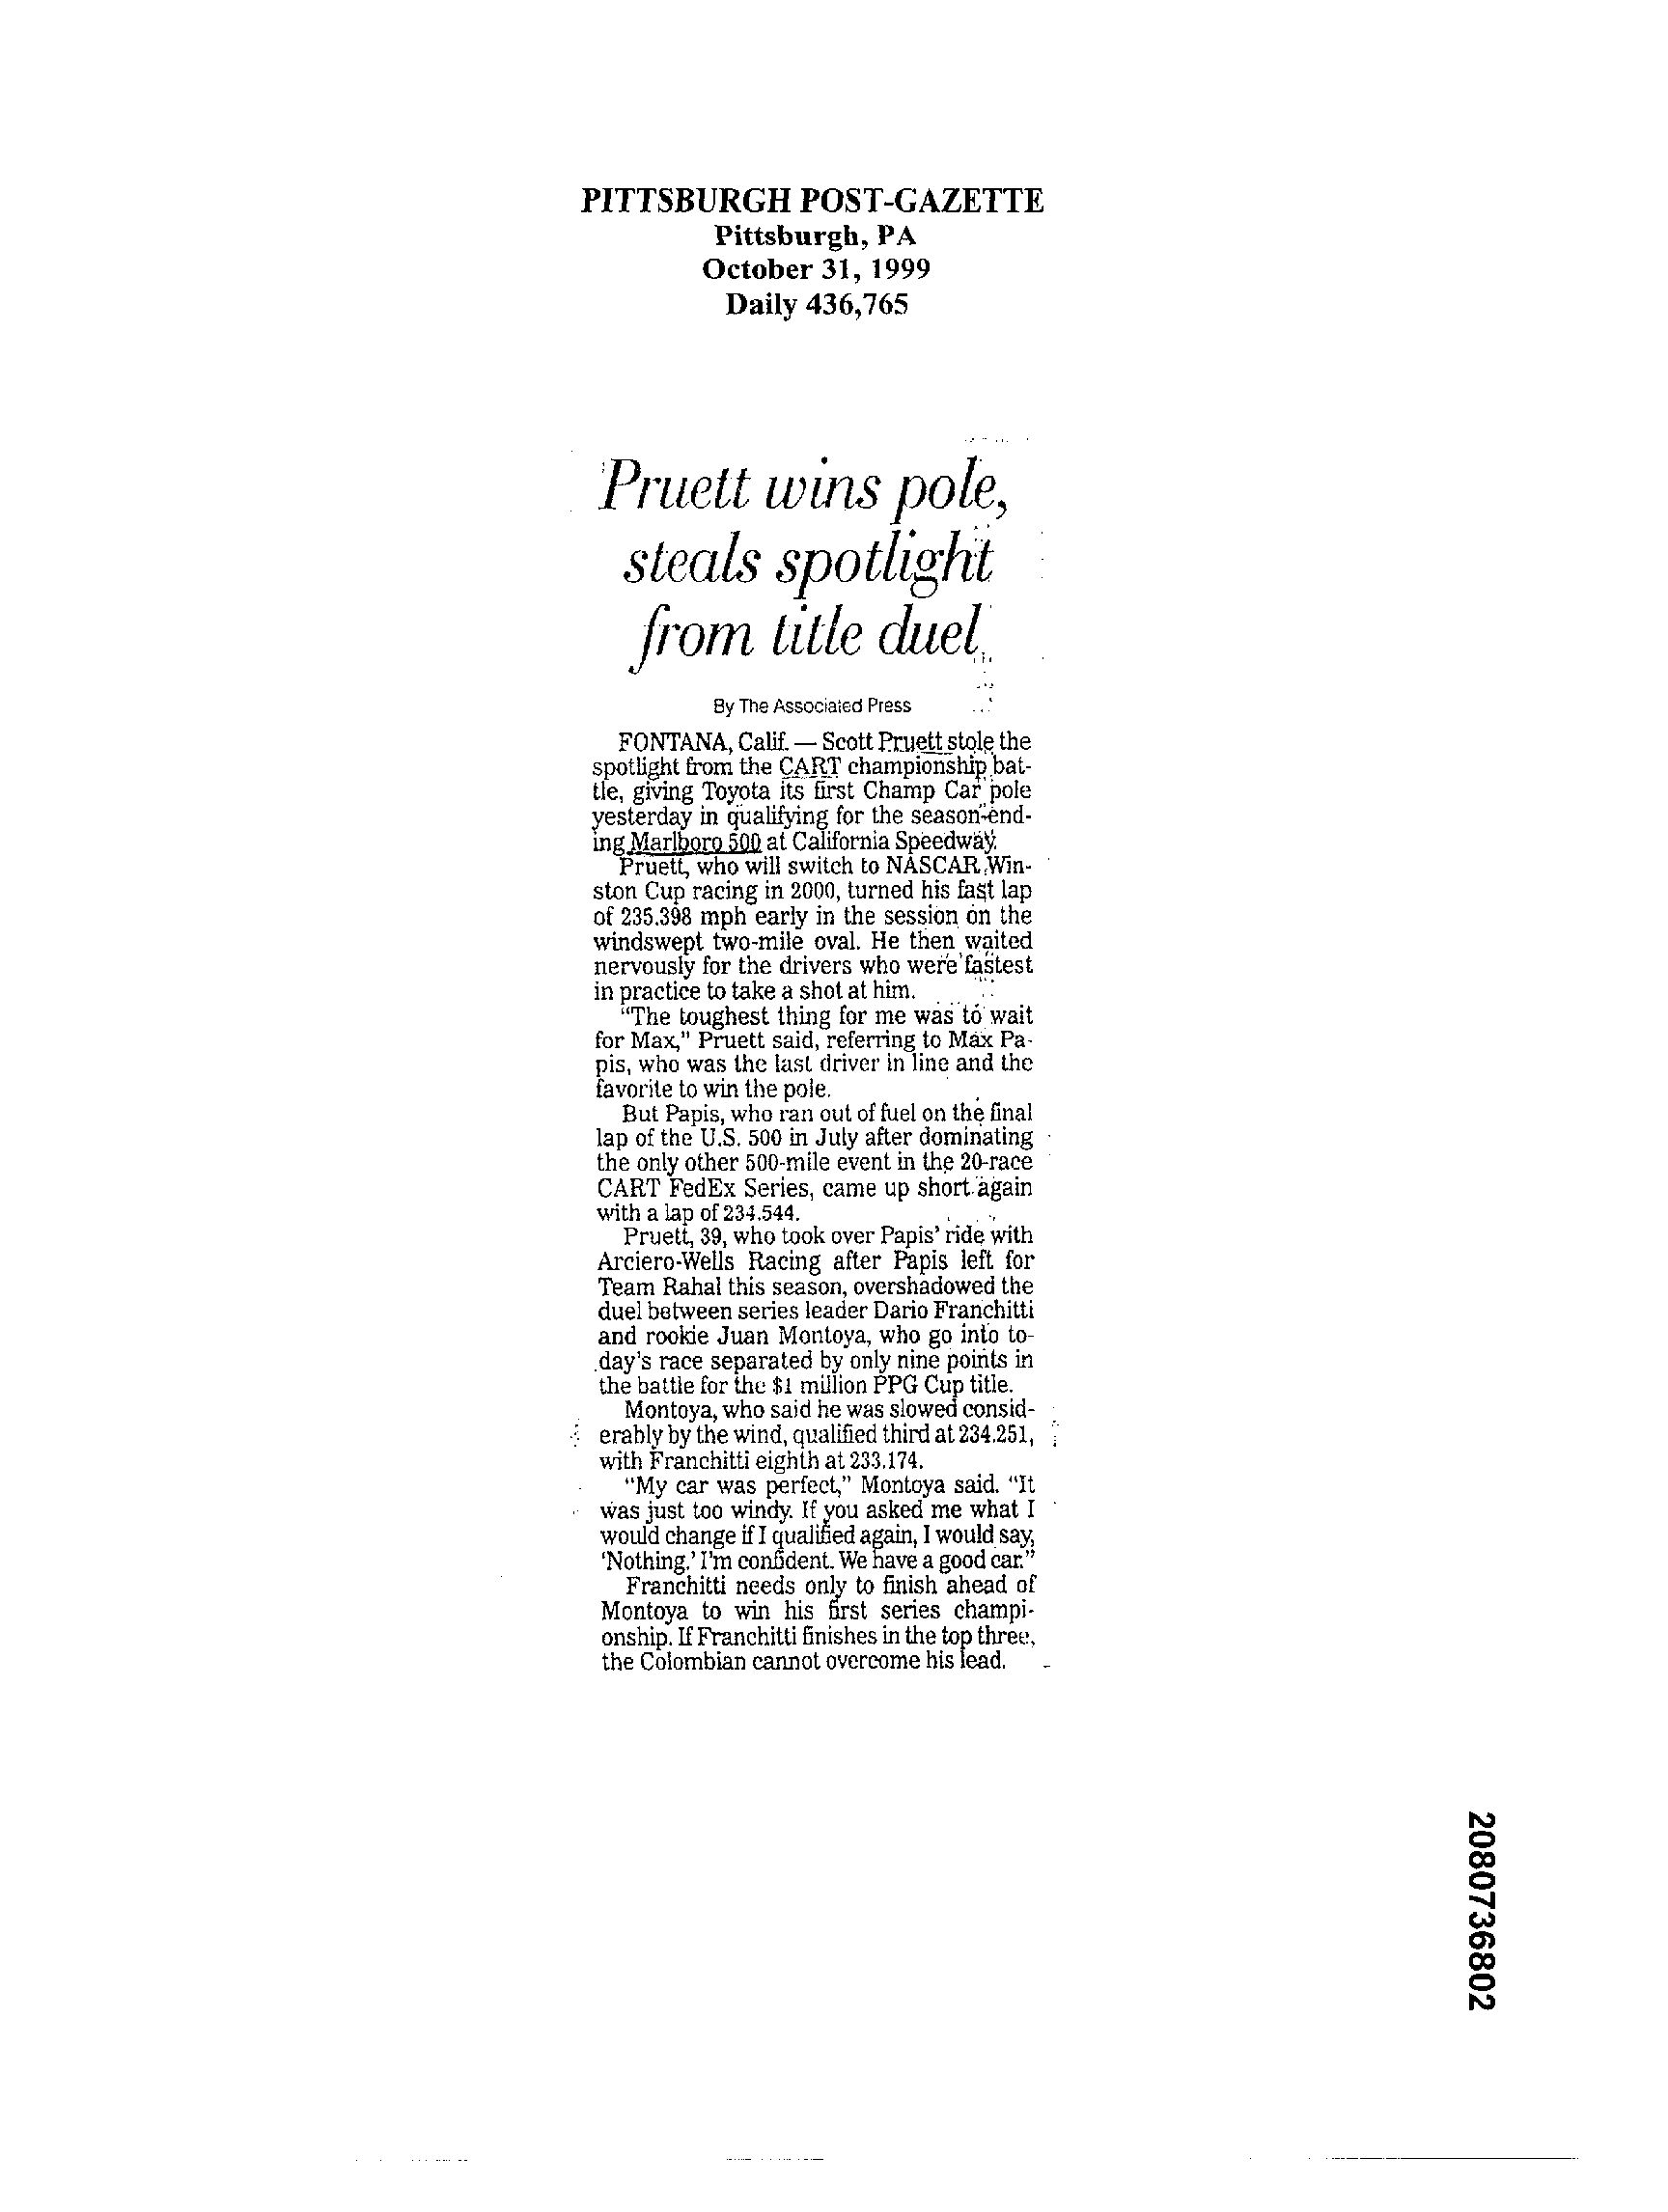 PITTSBURGH POST-GAZETTE
Pittsburgh, PA
October 31, 1999
Daily 436,765
Pruett wins pole,
steals spotlight
from title duel
By The Associated Press
FONTANA, Calif. — Scott Pruett stole the
spotlight from the CART championship bat-
tle, giving Toyota its first Champ Car pole
yesterday in qualifying for the season-end-
ing Marlboro 500 at California Speedway.
Pruett, who will switch to NASCAR Win-
ston Cup racing in 2000, turned his fast lap
of 235.398 mph early in the session on the
windswept two-mile oval. He then waited
nervously for the drivers who were fastest
in practice to take a shot at him.
“The toughest thing for me was to wait
for Max,” Pruett said, referring to Max Pa-
pis, who was the last driver in line and the
favorite to win the pole.
But Papis, who ran out of fuel on the final
lap of the U.S. 500 in July after dominating
the only other 500-mile event in the 20-race
CART FedEx Series, came up short again
with a lap of 234.544.
Pruett, 39, who took over Papis’ ride with
Arciero-Wells Racing after Papis left for
Team Rahal this season, overshadowed the
duel between series leader Dario Franchitti
and rookie Juan Montoya, who go into to-
day’s race separated by only nine points in
the battle for the $1 million PPG Cup title.
Montoya, who said he was slowed consid-
erably by the wind, qualified third at 234.251,
with Franchitti eighth at 233.174.
“My car was perfect,” Montoya said. “It
was just too windy. If you asked me what I
would change if I qualified again, I would say,
‘Nothing.’ I’m confident. We have a good car.”
Franchitti needs only to finish ahead of
Montoya to win his first series champi-
onship. If Franchitti finishes in the top three,
the Colombian cannot overcome his lead.
2080736802